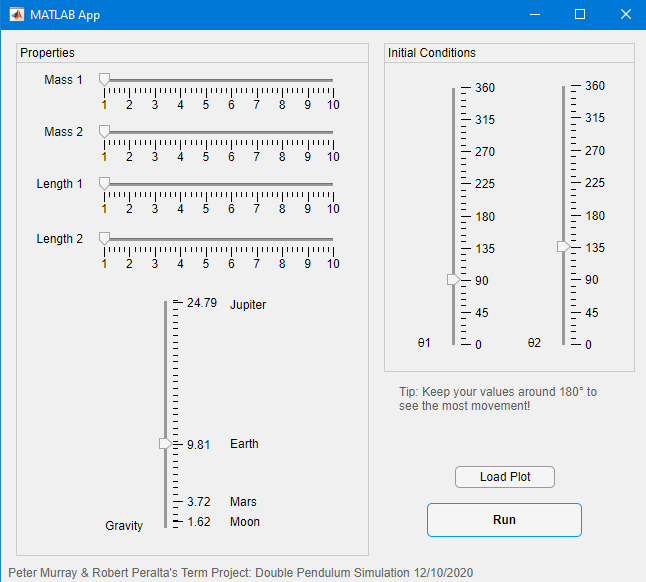 MATLAB App
Properties
Mass 1
1 2 3 4 5 6 7 8 9 10
Mass 2
1 2 3 4 5 6 7 8 9 10
Length 1
1 2 3 4 5 6 7 8 9 10
Length 2
1 2 3 4 5 6 7 8 9 10
24.79 Jupiter
9.81 Earth
3.72 Mars
1.62 Moon
Gravity
Initial Conditions
360
315
270
225
180
135
90
45
0
θ1
360
315
270
225
180
135
90
45
0
θ2
Tip: Keep your values around 180° to
see the most movement!
Load Plot
Run
Peter Murray & Robert Peralta's Term Project: Double Pendulum Simulation 12/10/2020